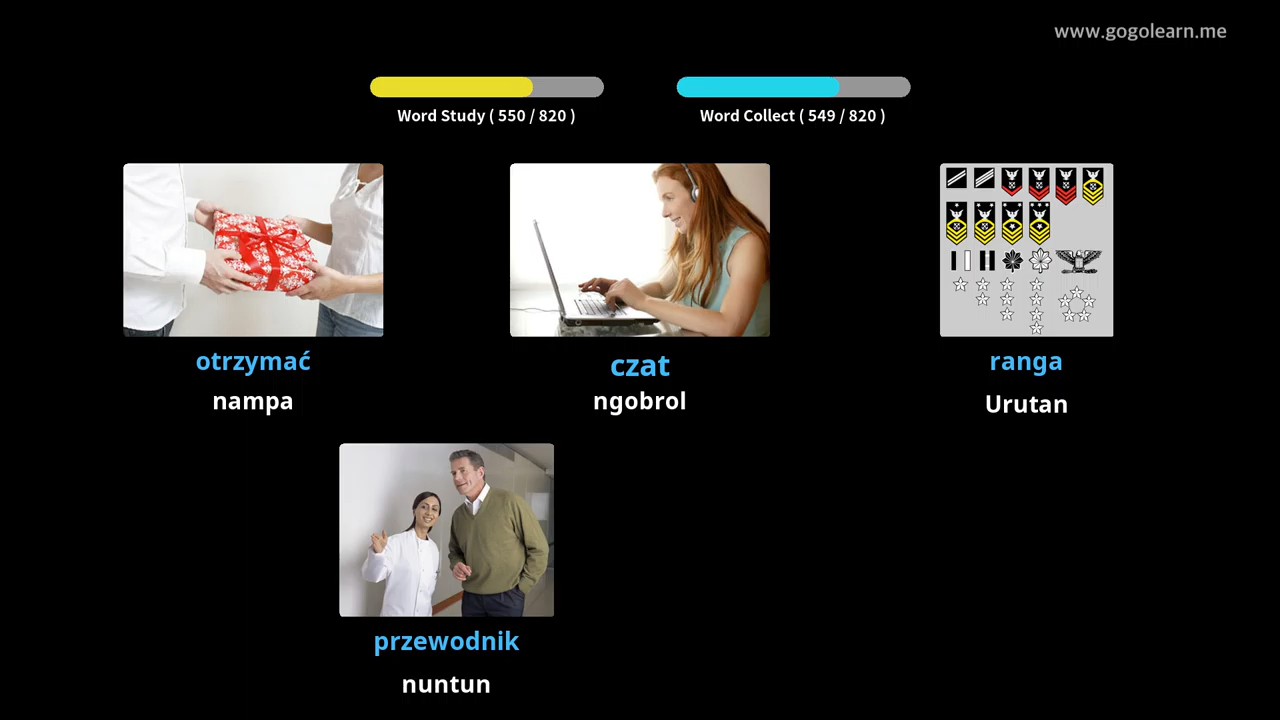 www.gogolearn.me
Word Study ( 550 / 820 )
Word Collect ( 549 / 820 )
otrzymać
nampa
czat
ngobrol
ranga
Urutan
przewodnik
nuntun